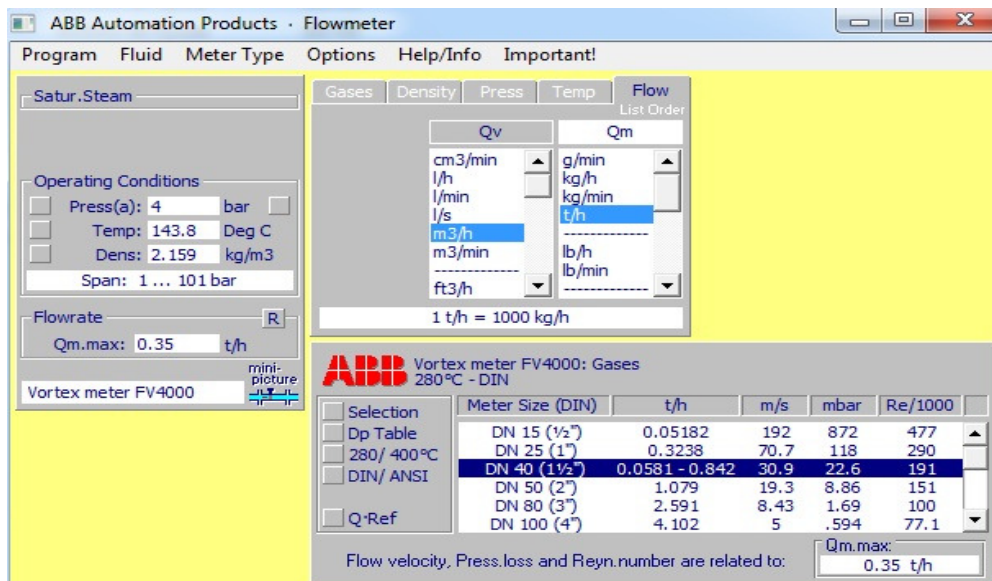 ABB Automation Products · Flowmeter
Program Fluid Meter Type Options Help/Info Important!
Satur.Steam
Operating Conditions
Press(a): 4 bar
Temp: 143.8 Deg C
Dens: 2.159 kg/m3
Span: 1 ... 101 bar
Flowrate R
Qm.max: 0.35 t/h
mini-
picture
Vortex meter FV4000
Gases Density Press Temp Flow
List Order
Qv Qm
cm3/min g/min
l/h kg/h
l/min kg/min
l/s t/h
m3/h -------------
m3/min lb/h
------------- lb/min
ft3/h -------------
1 t/h = 1000 kg/h
ABB Vortex meter FV4000: Gases
280°C - DIN
Selection
Dp Table
280/ 400°C
DIN/ ANSI
Q·Ref
Meter Size (DIN) t/h m/s mbar Re/1000
DN 15 (½") 0.05182 192 872 477
DN 25 (1") 0.3238 70.7 118 290
DN 40 (1½") 0.0581 - 0.842 30.9 22.6 191
DN 50 (2") 1.079 19.3 8.86 151
DN 80 (3") 2.591 8.43 1.69 100
DN 100 (4") 4.102 5 .594 77.1
Flow velocity, Press.loss and Reyn.number are related to:
Qm.max:
0.35 t/h